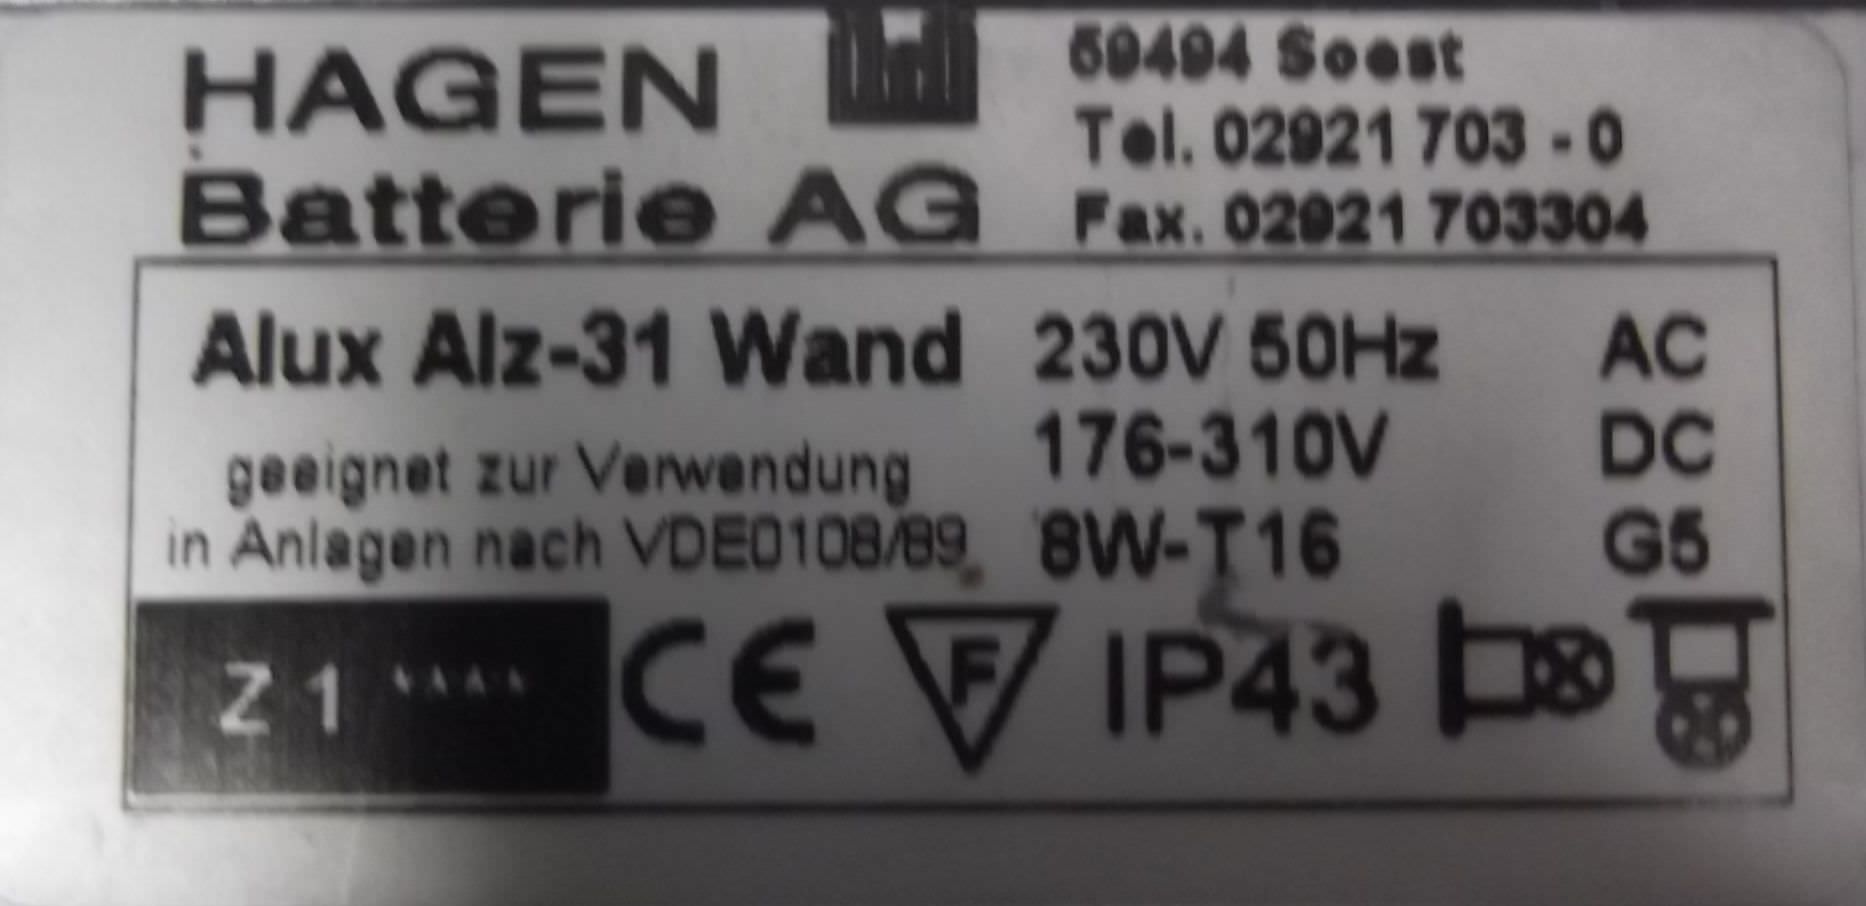 HAGEN
Batterie AG
59494 Soest
Tel. 02921 703 - 0
Fax. 02921 703304
Alux Alz-31 Wand 230V 50Hz AC
176-310V DC
geeignet zur Verwendung
in Anlagen nach VDE0108/89 8W-T16 G5
Z 1 **** CE F IP43